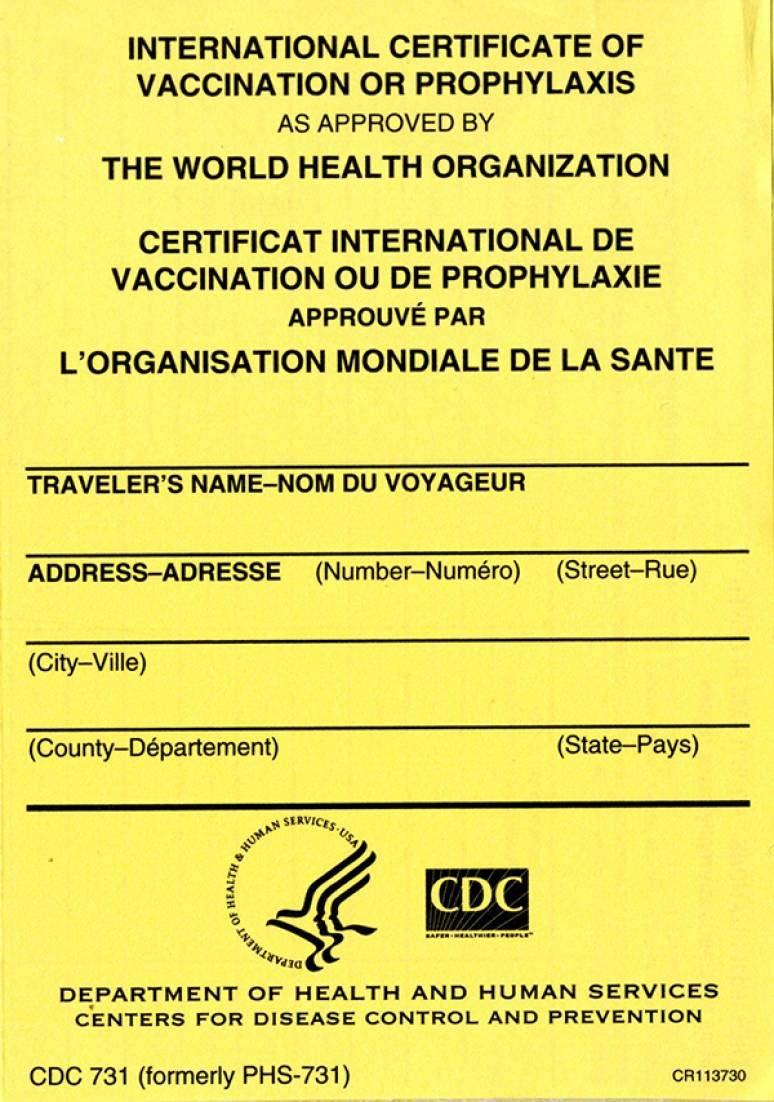 INTERNATIONAL CERTIFICATE OF
VACCINATION OR PROPHYLAXIS
AS APPROVED BY
THE WORLD HEALTH ORGANIZATION
CERTIFICAT INTERNATIONAL DE
VACCINATION OU DE PROPHYLAXIE
APPROUVÉ PAR
L'ORGANISATION MONDIALE DE LA SANTE
TRAVELER'S NAME–NOM DU VOYAGEUR
ADDRESS–ADRESSE (Number–Numéro) (Street–Rue)
(City–Ville)
(County–Département) (State–Pays)
DEPARTMENT OF HEALTH & HUMAN SERVICES·USA
CDC
SAFER·HEALTHIER·PEOPLE™
DEPARTMENT OF HEALTH AND HUMAN SERVICES
CENTERS FOR DISEASE CONTROL AND PREVENTION
CDC 731 (formerly PHS-731) CR113730